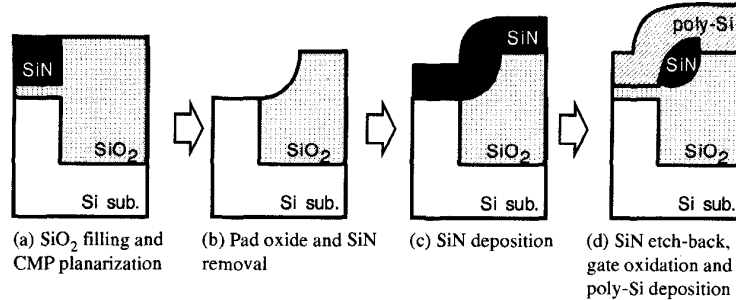 SiN
SiO2
Si sub.
(a) SiO2 filling and
CMP planarization
SiO2
Si sub.
(b) Pad oxide and SiN
removal
SiN
SiO2
Si sub.
(c) SiN deposition
poly-Si
SiN
SiO2
Si sub.
(d) SiN etch-back,
gate oxidation and
poly-Si deposition